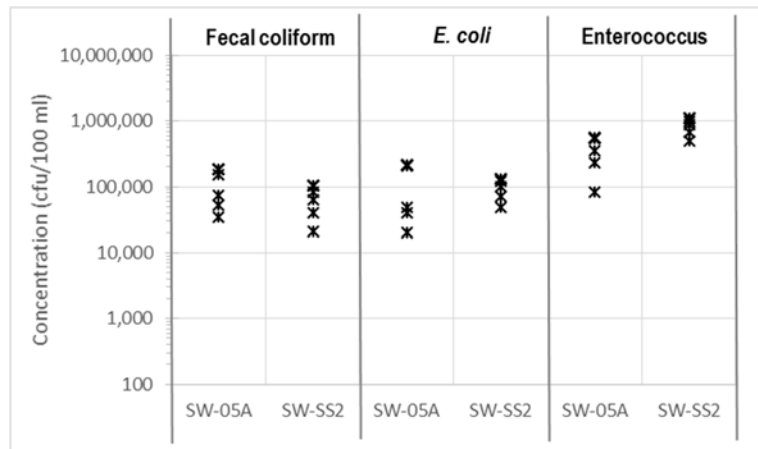 Fecal coliform E. coli Enterococcus
Concentration (cfu/100 ml)
10,000,000
1,000,000
100,000
10,000
1,000
100
SW-05A SW-SS2 SW-05A SW-SS2 SW-05A SW-SS2